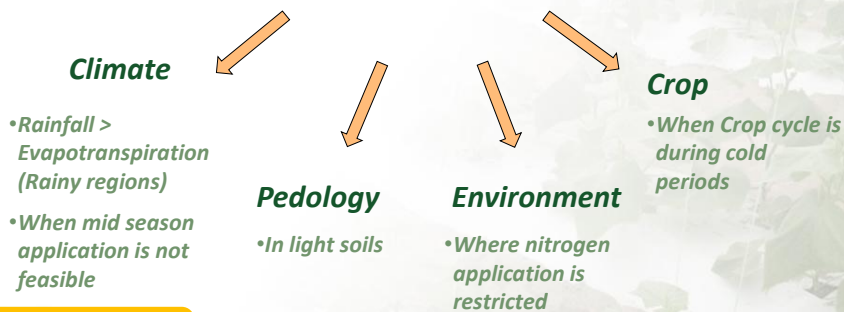 Climate
•Rainfall >
Evapotranspiration
(Rainy regions)
•When mid season
application is not
feasible
Pedology
•In light soils
Environment
•Where nitrogen
application is
restricted
Crop
•When Crop cycle is
during cold
periods